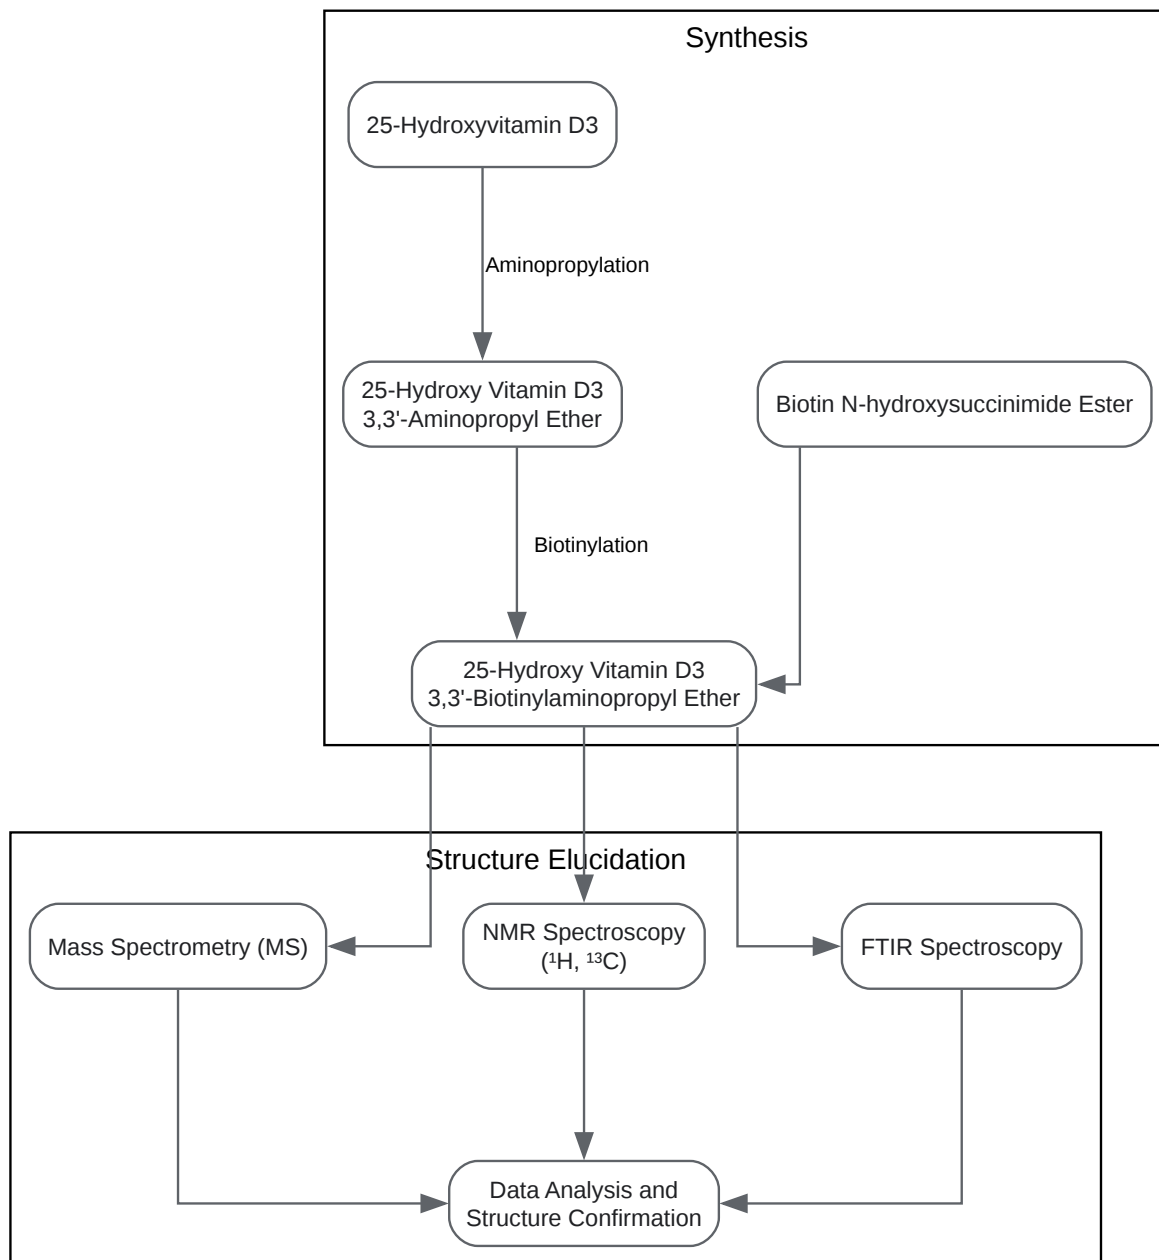 Synthesis
25-Hydroxyvitamin D3
Aminopropylation
25-Hydroxy Vitamin D3
3,3'-Aminopropyl Ether
Biotin N-hydroxysuccinimide Ester
Biotinylation
25-Hydroxy Vitamin D3
3,3'-Biotinylaminopropyl Ether
Structure Elucidation
Mass Spectrometry (MS)
NMR Spectroscopy
(¹H, ¹³C)
FTIR Spectroscopy
Data Analysis and
Structure Confirmation